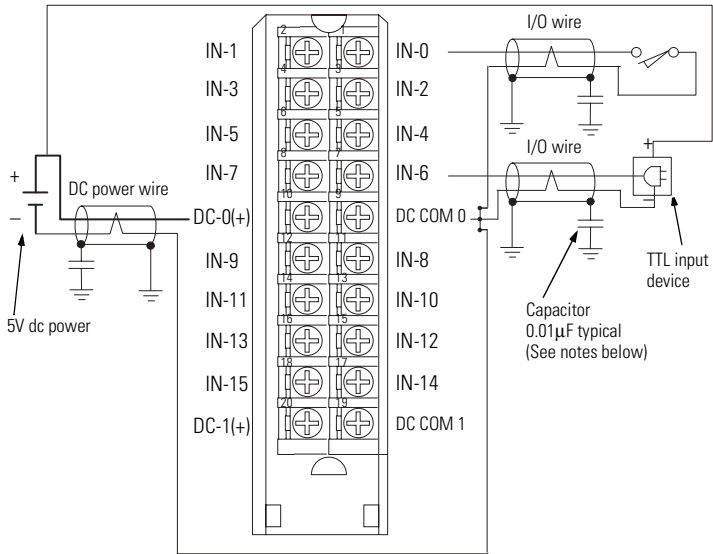 I/O wire
2 1
IN-1 IN-0
4 3
IN-3 IN-2
6 5
IN-5 IN-4
8 7
I/O wire
+
IN-7 IN-6
+
DC power wire
10 9
−
DC-0(+) DC COM 0
−
12 11
TTL input
device
IN-9 IN-8
14 13
5V dc power
IN-11 IN-10
Capacitor
0.01µF typical
(See notes below)
16 15
IN-13 IN-12
18 17
IN-15 IN-14
20 19
DC-1(+) DC COM 1